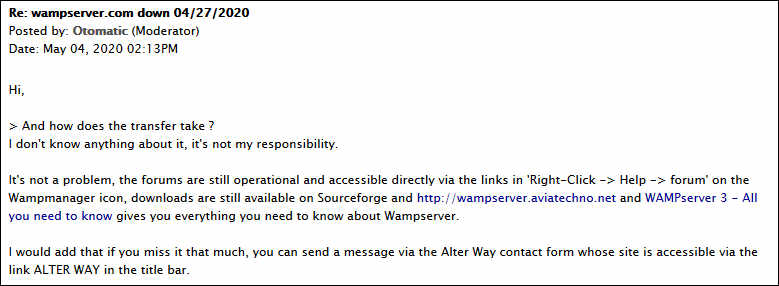 Re: wampserver.com down 04/27/2020
Posted by: Otomatic (Moderator)
Date: May 04, 2020 02:13PM
Hi,
> And how does the transfer take ?
I don't know anything about it, it's not my responsibility.
It's not a problem, the forums are still operational and accessible directly via the links in 'Right-Click -> Help -> forum' on the
Wampmanager icon, downloads are still available on Sourceforge and http://wampserver.aviatechno.net and WAMPserver 3 - All
you need to know gives you everything you need to know about Wampserver.
I would add that if you miss it that much, you can send a message via the Alter Way contact form whose site is accessible via the
link ALTER WAY in the title bar.